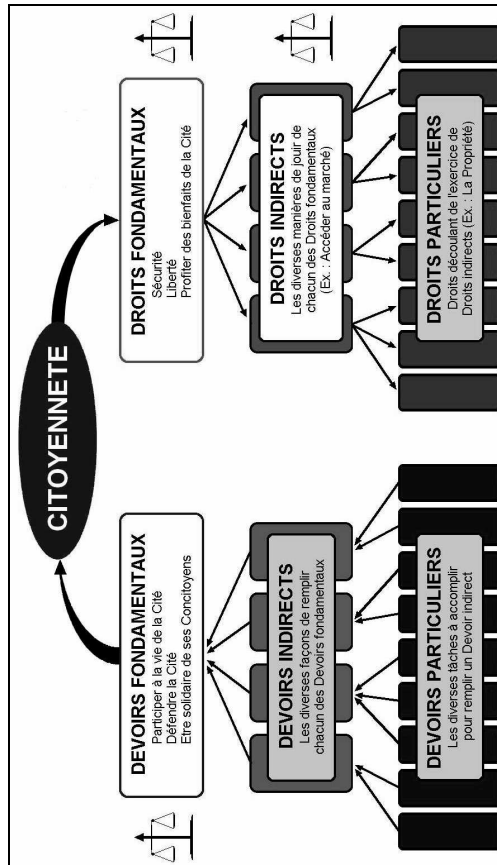 CITOYENNETE
DEVOIRS FONDAMENTAUX
Participer à la vie de la Cité
Défendre la Cité
Etre solidaire de ses Concitoyens
DROITS FONDAMENTAUX
Sécurité
Liberté
Profiter des bienfaits de la Cité
DEVOIRS INDIRECTS
Les diverses façons de remplir
chacun des Devoirs fondamentaux
DROITS INDIRECTS
Les diverses manières de jouir de
chacun des Droits fondamentaux
(Ex. : Accéder au marché)
DEVOIRS PARTICULIERS
Les diverses tâches à accomplir
pour remplir un Devoir indirect
DROITS PARTICULIERS
Droits découlant de l'exercice de
Droits indirects (Ex. : La Propriété)